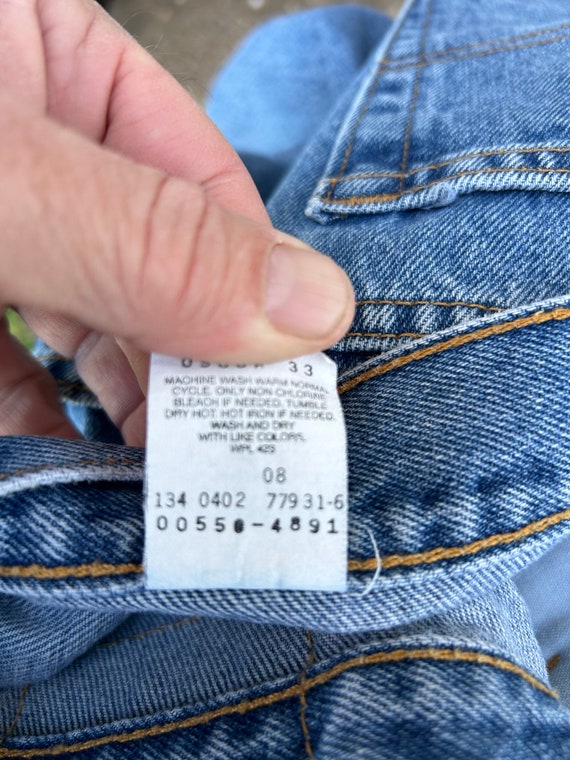 33
MACHINE WASH WARM NORMAL
CYCLE. ONLY NON CHLORINE
BLEACH IF NEEDED. TUMBLE
DRY HOT. HOT IRON IF NEEDED.
WASH AND DRY
WITH LIKE COLORS.
WPL 423
08
134 0402 77931-6
00550-4891